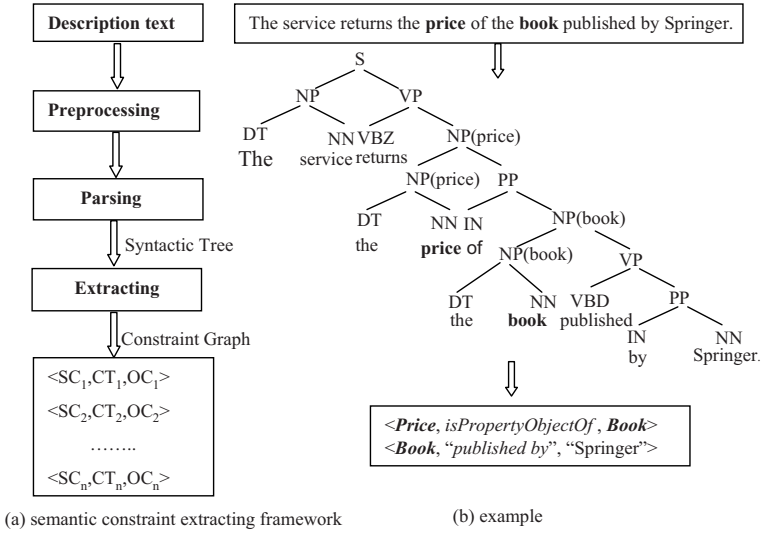 Description text
Preprocessing
Parsing
Syntactic Tree
Extracting
Constraint Graph
<SC1,CT1,OC1>
<SC2,CT2,OC2>
……..
<SCn,CTn,OCn>
(a) semantic constraint extracting framework
The service returns the price of the book published by Springer.
S
NP VP
DT NN VBZ NP(price)
The service returns
NP(price) PP
DT NN IN NP(book)
the price of
NP(book) VP
DT NN VBD PP
the book published
IN NN
by Springer.
<Price, isPropertyObjectOf , Book>
<Book, “published by”, “Springer”>
(b) example